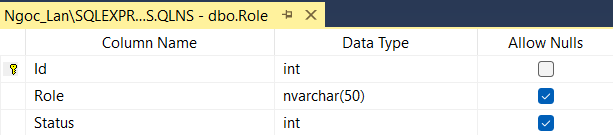 Ngoc_Lan\SQLEXPR...S.QLNS - dbo.Role
Column Name Data Type Allow Nulls
Id int
Role nvarchar(50)
Status int